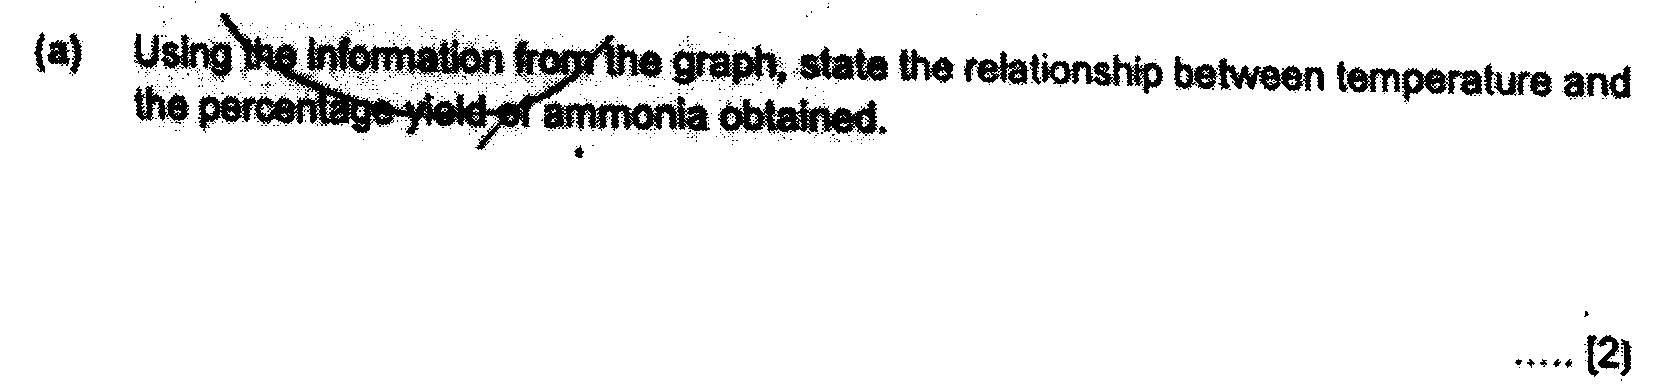 (a) Using the information from the graph, state the relationship between temperature and
the percentage yield of ammonia obtained.
..... [2]